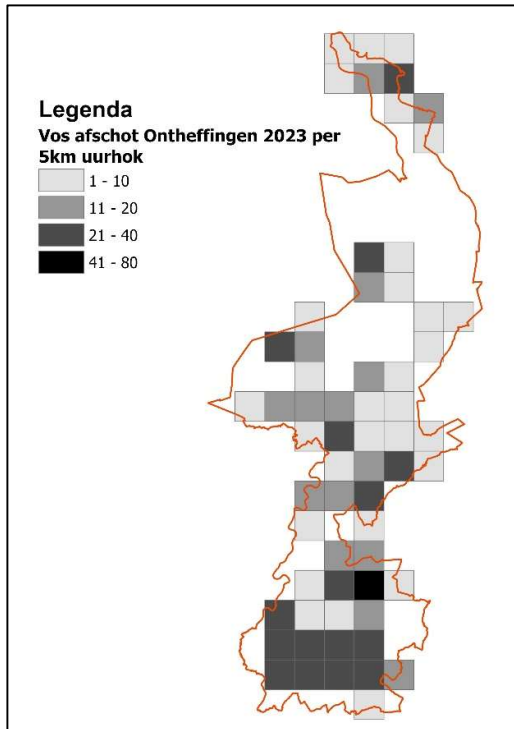 Legenda
Vos afschot Ontheffingen 2023 per
5km uurhok
1 - 10
11 - 20
21 - 40
41 - 80